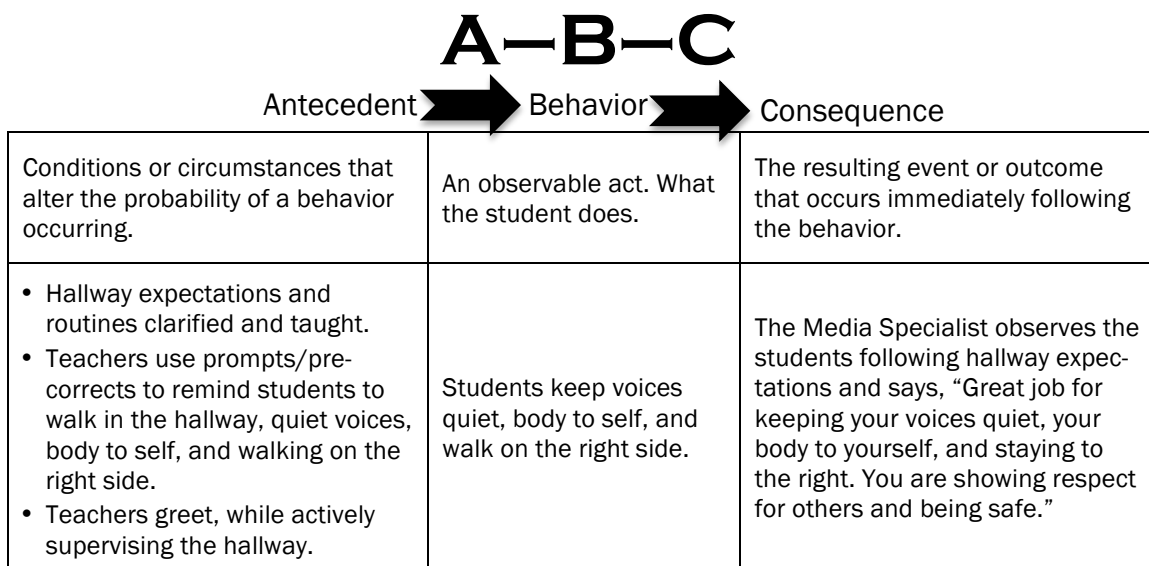 A–B–C
Antecedent
Behavior
Consequence
Conditions or circumstances that
alter the probability of a behavior
occurring.
An observable act. What
the student does.
The resulting event or outcome
that occurs immediately following
the behavior.
• Hallway expectations and
routines clarified and taught.
• Teachers use prompts/pre-
corrects to remind students to
walk in the hallway, quiet voices,
body to self, and walking on the
right side.
• Teachers greet, while actively
supervising the hallway.
Students keep voices
quiet, body to self, and
walk on the right side.
The Media Specialist observes the
students following hallway expec-
tations and says, “Great job for
keeping your voices quiet, your
body to yourself, and staying to
the right. You are showing respect
for others and being safe.”